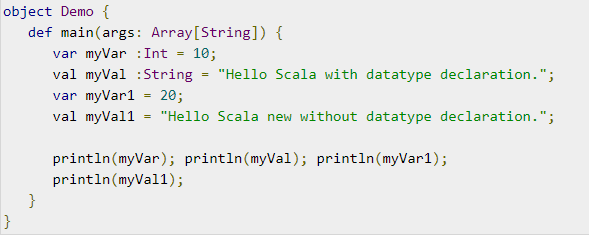 object Demo {
   def main(args: Array[String]) {
      var myVar :Int = 10;
      val myVal :String = "Hello Scala with datatype declaration.";
      var myVar1 = 20;
      val myVal1 = "Hello Scala new without datatype declaration.";

      println(myVar); println(myVal); println(myVar1);
      println(myVal1);
   }
}